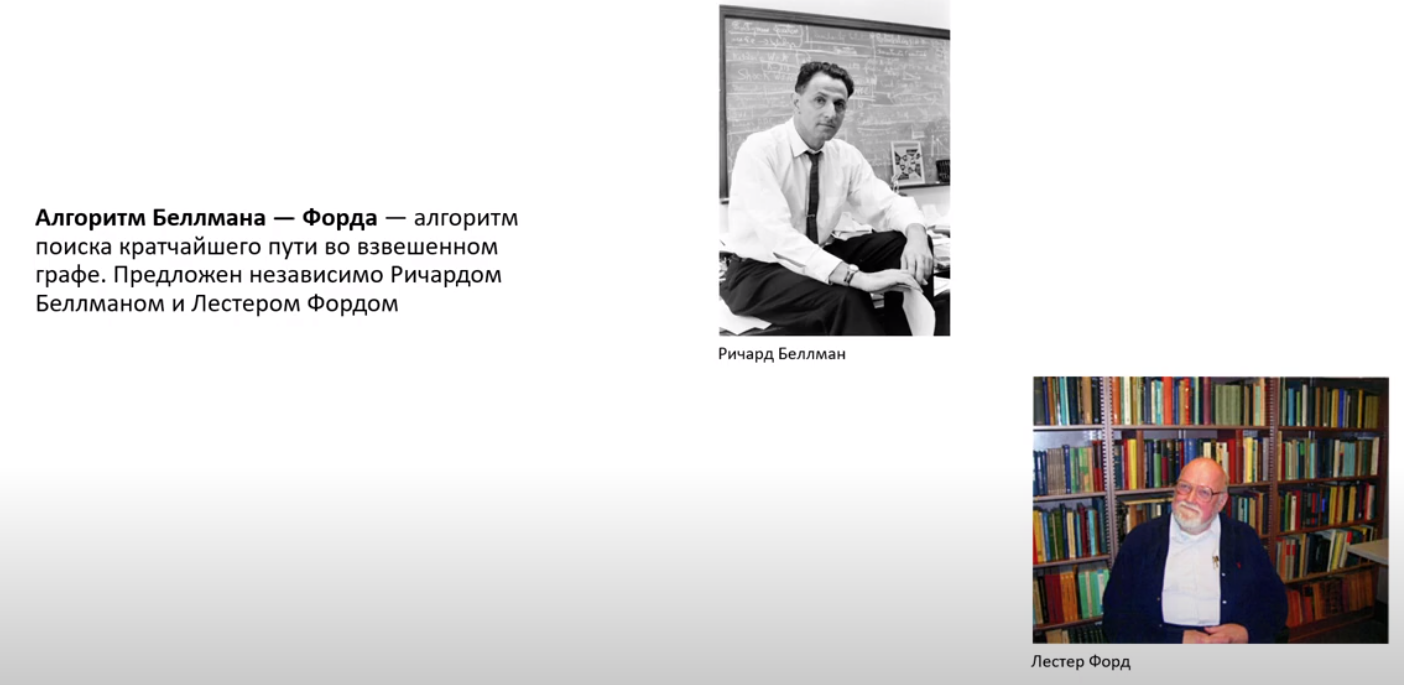 Алгоритм Беллмана — Форда — алгоритм
поиска кратчайшего пути во взвешенном
графе. Предложен независимо Ричардом
Беллманом и Лестером Фордом
Ричард Беллман
Лестер Форд